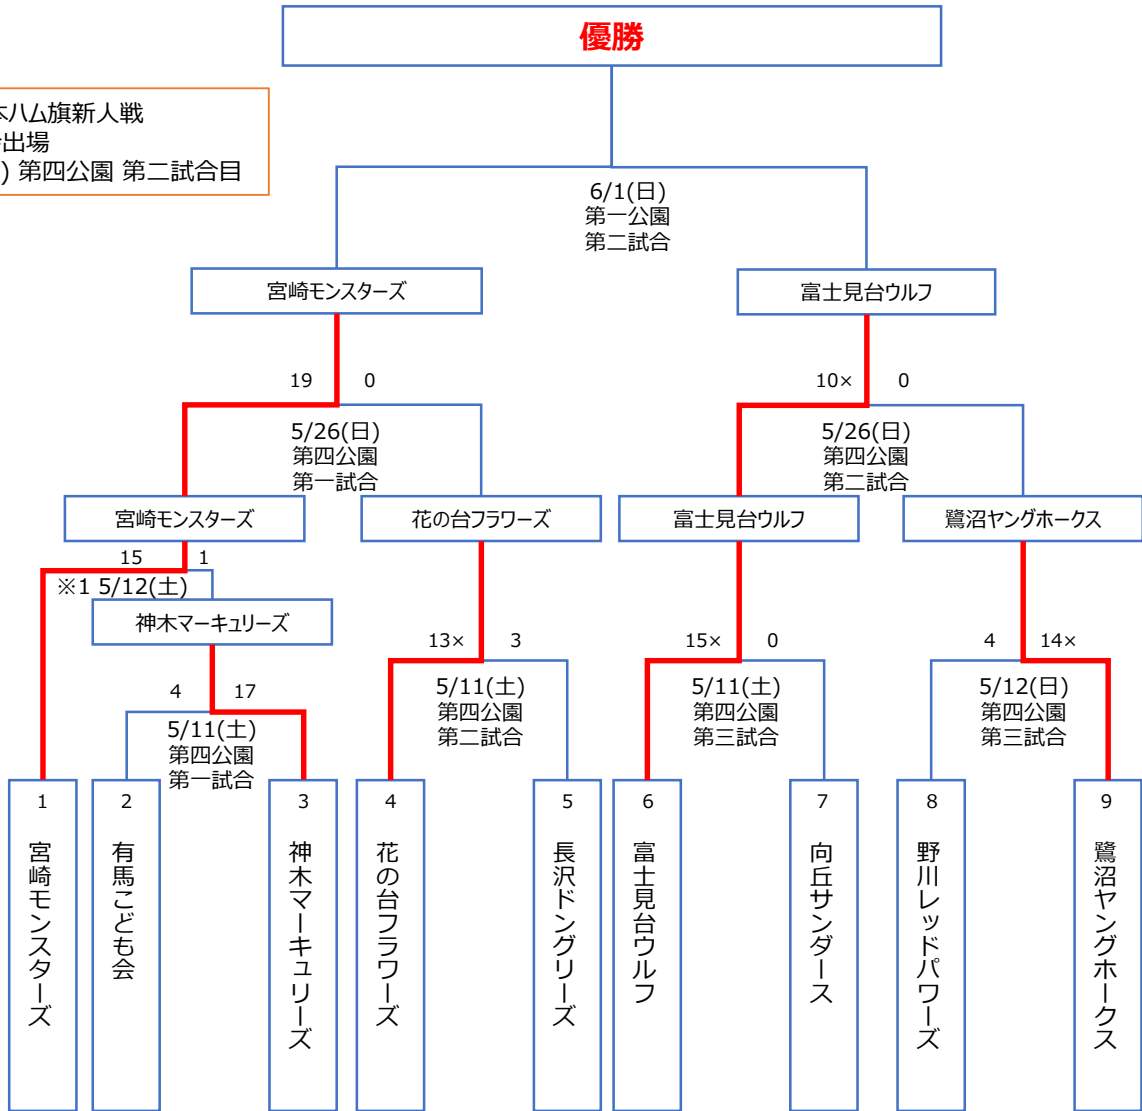 優勝
本ハム旗新人戦
会出場
) 第四公園 第二試合目
6/1(日)
第一公園
第二試合
宮崎モンスターズ
富士見台ウルフ
19 0
10× 0
5/26(日)
第四公園
第一試合
5/26(日)
第四公園
第二試合
宮崎モンスターズ
花の台フラワーズ
富士見台ウルフ
鷺沼ヤングホークス
15 1
※1 5/12(土)
神木マーキュリーズ
13× 3
15× 0
4 14×
5/11(土)
第四公園
第二試合
5/11(土)
第四公園
第三試合
5/12(日)
第四公園
第三試合
4 17
5/11(土)
第四公園
第一試合
1
宮崎モンスターズ
2
有馬こども会
3
神木マーキュリーズ
4
花の台フラワーズ
5
長沢ドングリーズ
6
富士見台ウルフ
7
向丘サンダース
8
野川レッドパワーズ
9
鷺沼ヤングホークス